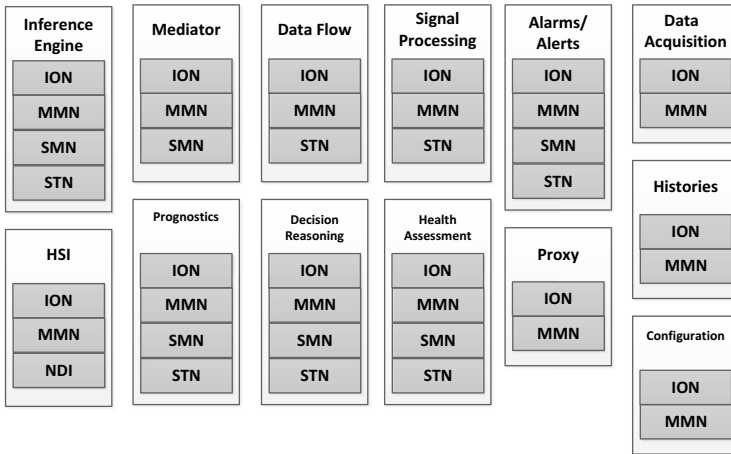 Inference
Engine
ION
MMN
SMN
STN
Mediator
ION
MMN
SMN
Data Flow
ION
MMN
STN
Signal
Processing
ION
MMN
STN
Alarms/
Alerts
ION
MMN
SMN
STN
Data
Acquisition
ION
MMN
HSI
ION
MMN
NDI
Prognostics
ION
MMN
SMN
STN
Decision
Reasoning
ION
MMN
SMN
STN
Health
Assessment
ION
MMN
SMN
STN
Proxy
ION
MMN
Histories
ION
MMN
Configuration
ION
MMN